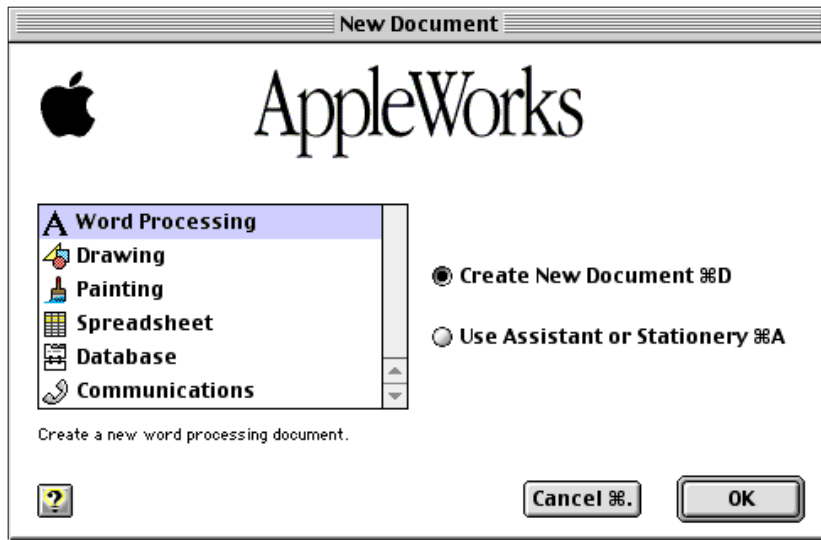 New Document
AppleWorks
Word Processing
Drawing
Painting
Spreadsheet
Database
Communications
Create New Document ⌘D
Use Assistant or Stationery ⌘A
Create a new word processing document.
?
Cancel ⌘.
OK